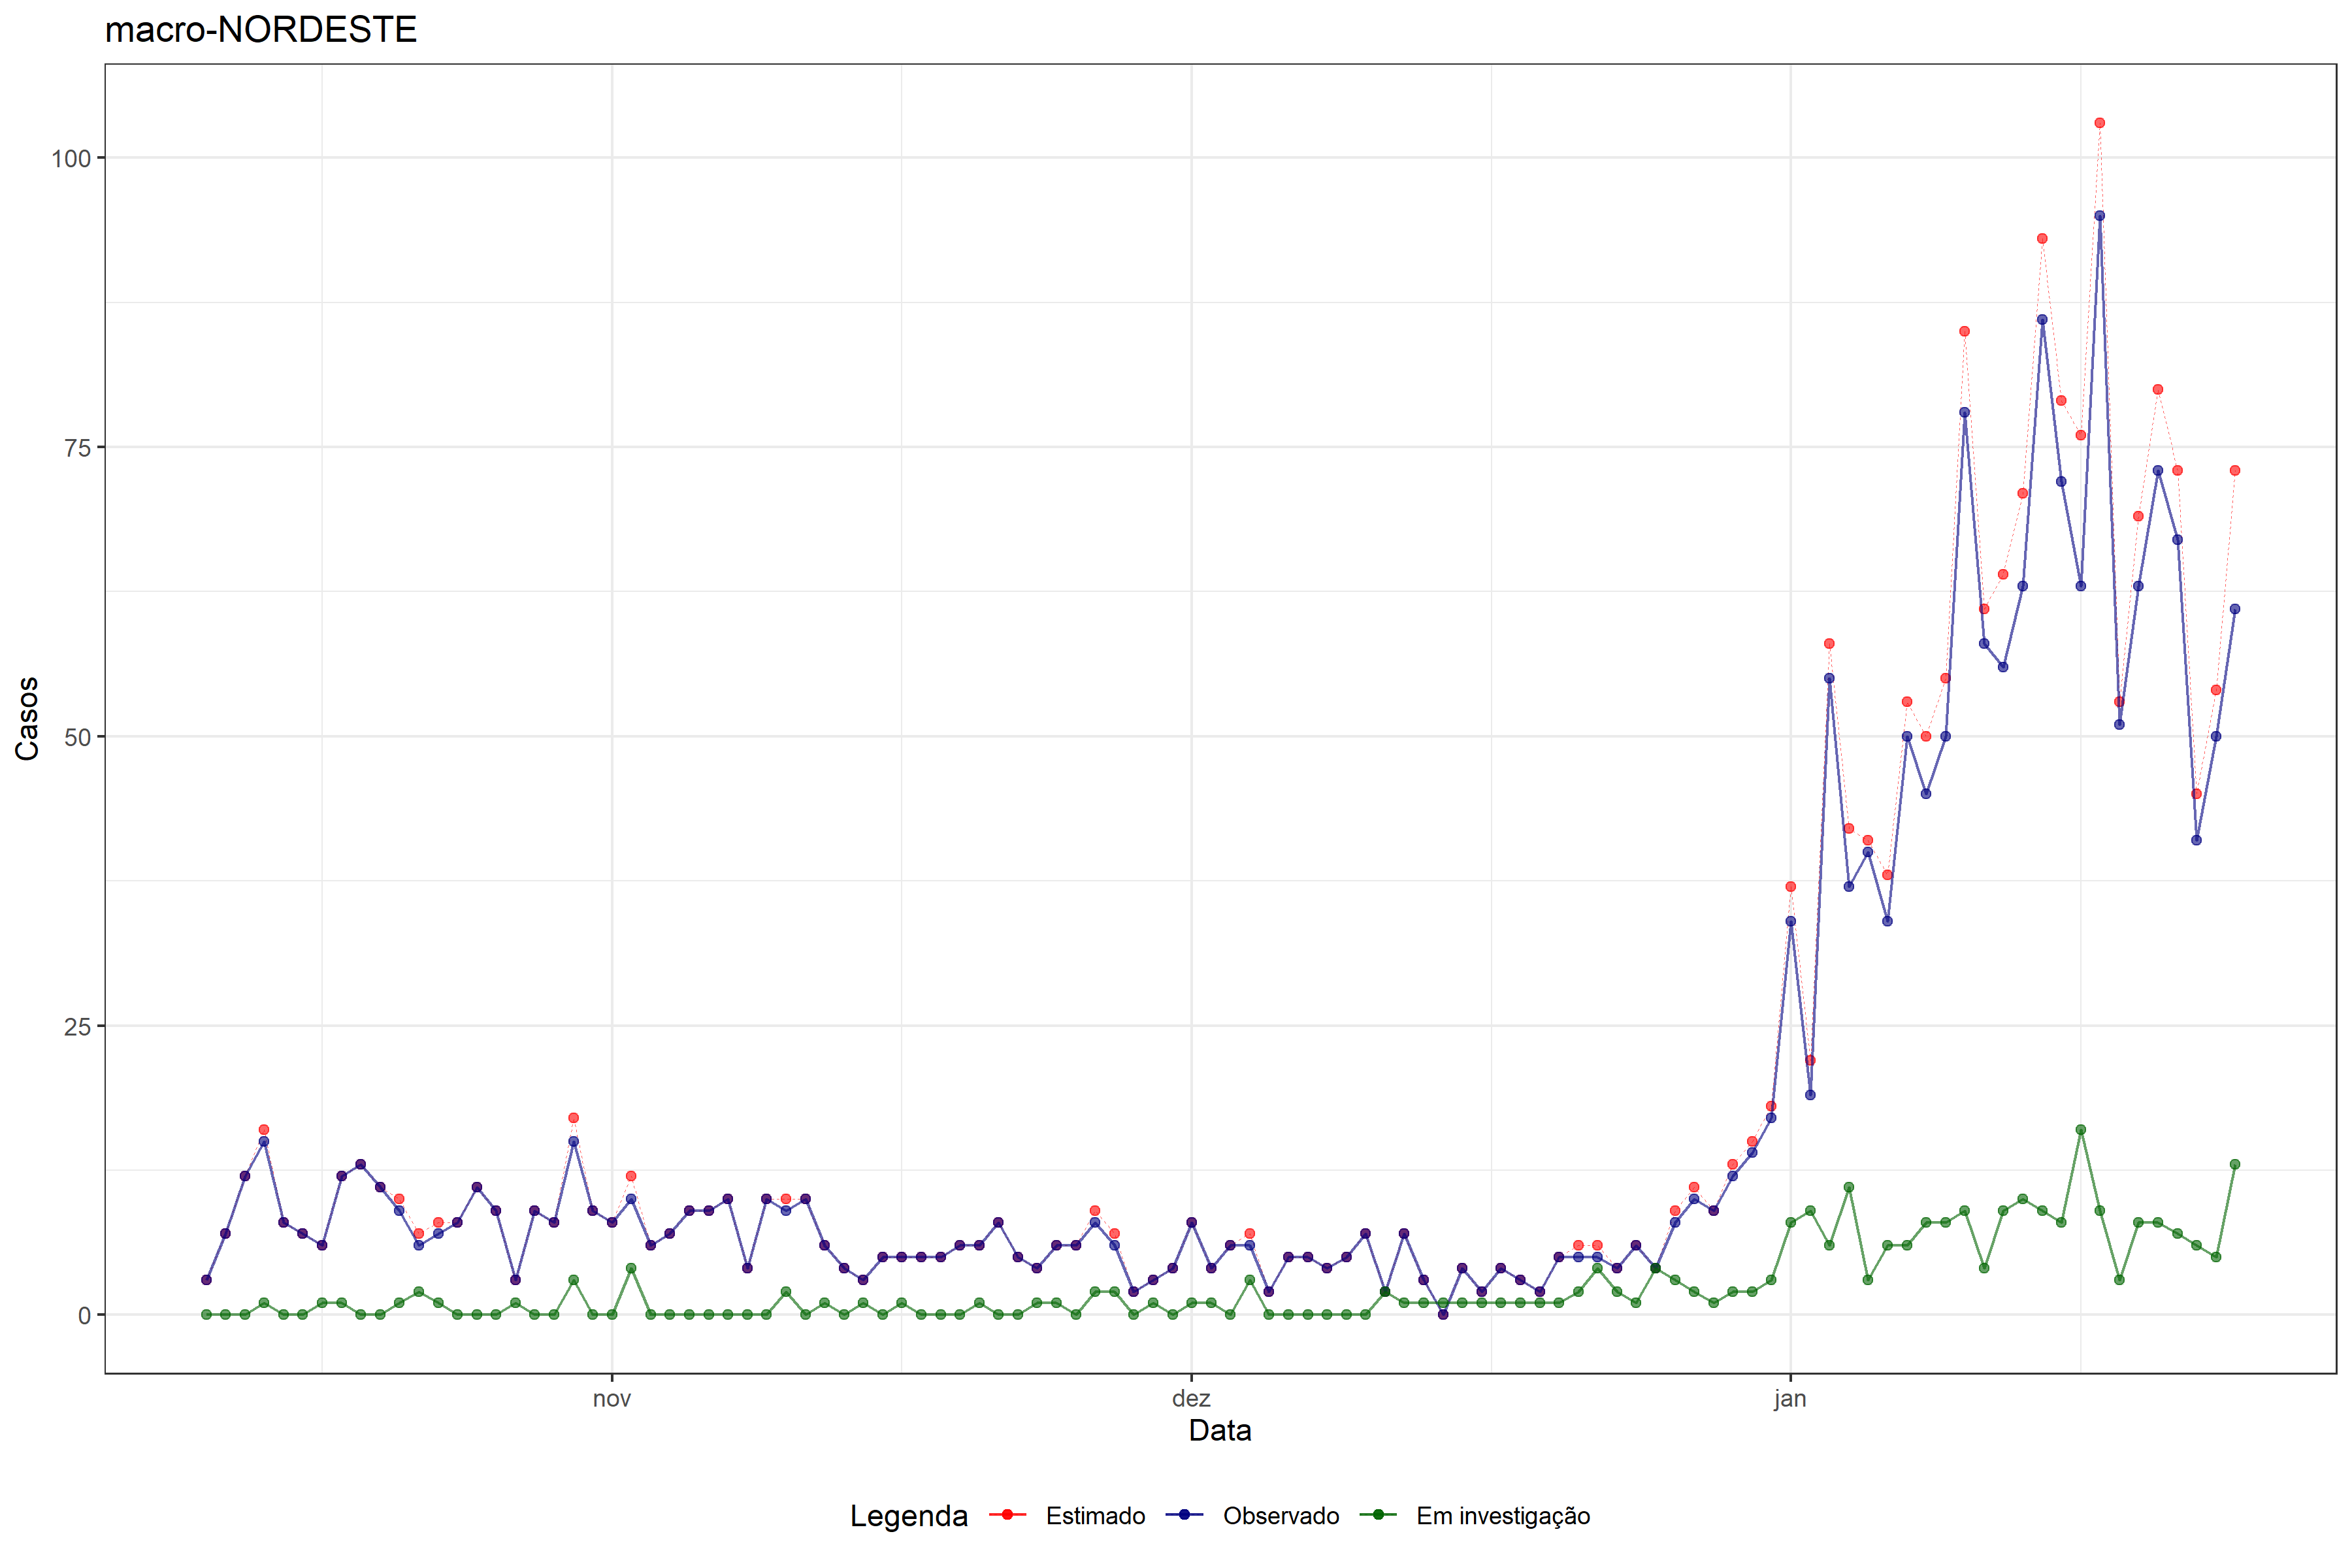 macro-NORDESTE
100
75
50
25
0
Casos
nov dez jan
Data
Legenda Estimado Observado Em investigação